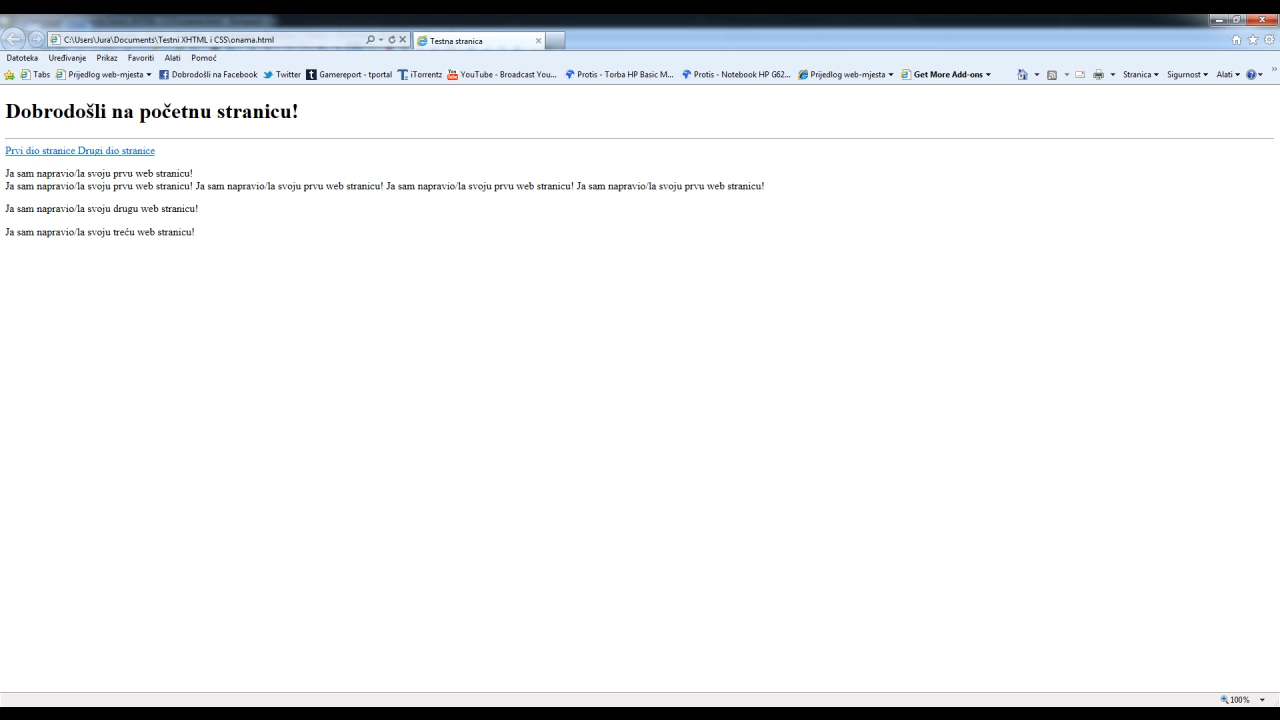 C:\Users\Jura\Documents\Testni XHTML i CSS\onama.html
Testna stranica
Datoteka Uređivanje Prikaz Favoriti Alati Pomoć
Tabs Prijedlog web-mjesta Dobrodošli na Facebook Twitter Gamereport - tportal iTorrentz YouTube - Broadcast You... Protis - Torba HP Basic M... Protis - Notebook HP G62... Prijedlog web-mjesta Get More Add-ons Stranica Sigurnost Alati
Dobrodošli na početnu stranicu!
Prvi dio stranice Drugi dio stranice
Ja sam napravio/la svoju prvu web stranicu!
Ja sam napravio/la svoju prvu web stranicu! Ja sam napravio/la svoju prvu web stranicu! Ja sam napravio/la svoju prvu web stranicu! Ja sam napravio/la svoju prvu web stranicu!
Ja sam napravio/la svoju drugu web stranicu!
Ja sam napravio/la svoju treću web stranicu!
100%